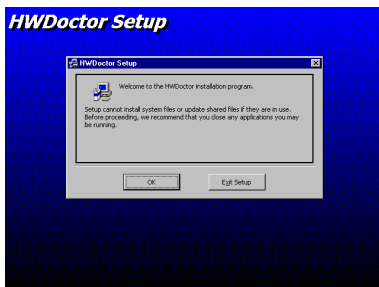 HWDoctor Setup
HWDoctor Setup
Welcome to the HWDoctor installation program.
Setup cannot install system files or update shared files if they are in use.
Before proceeding, we recommend that you close any applications you may
be running.
OK
Exit Setup